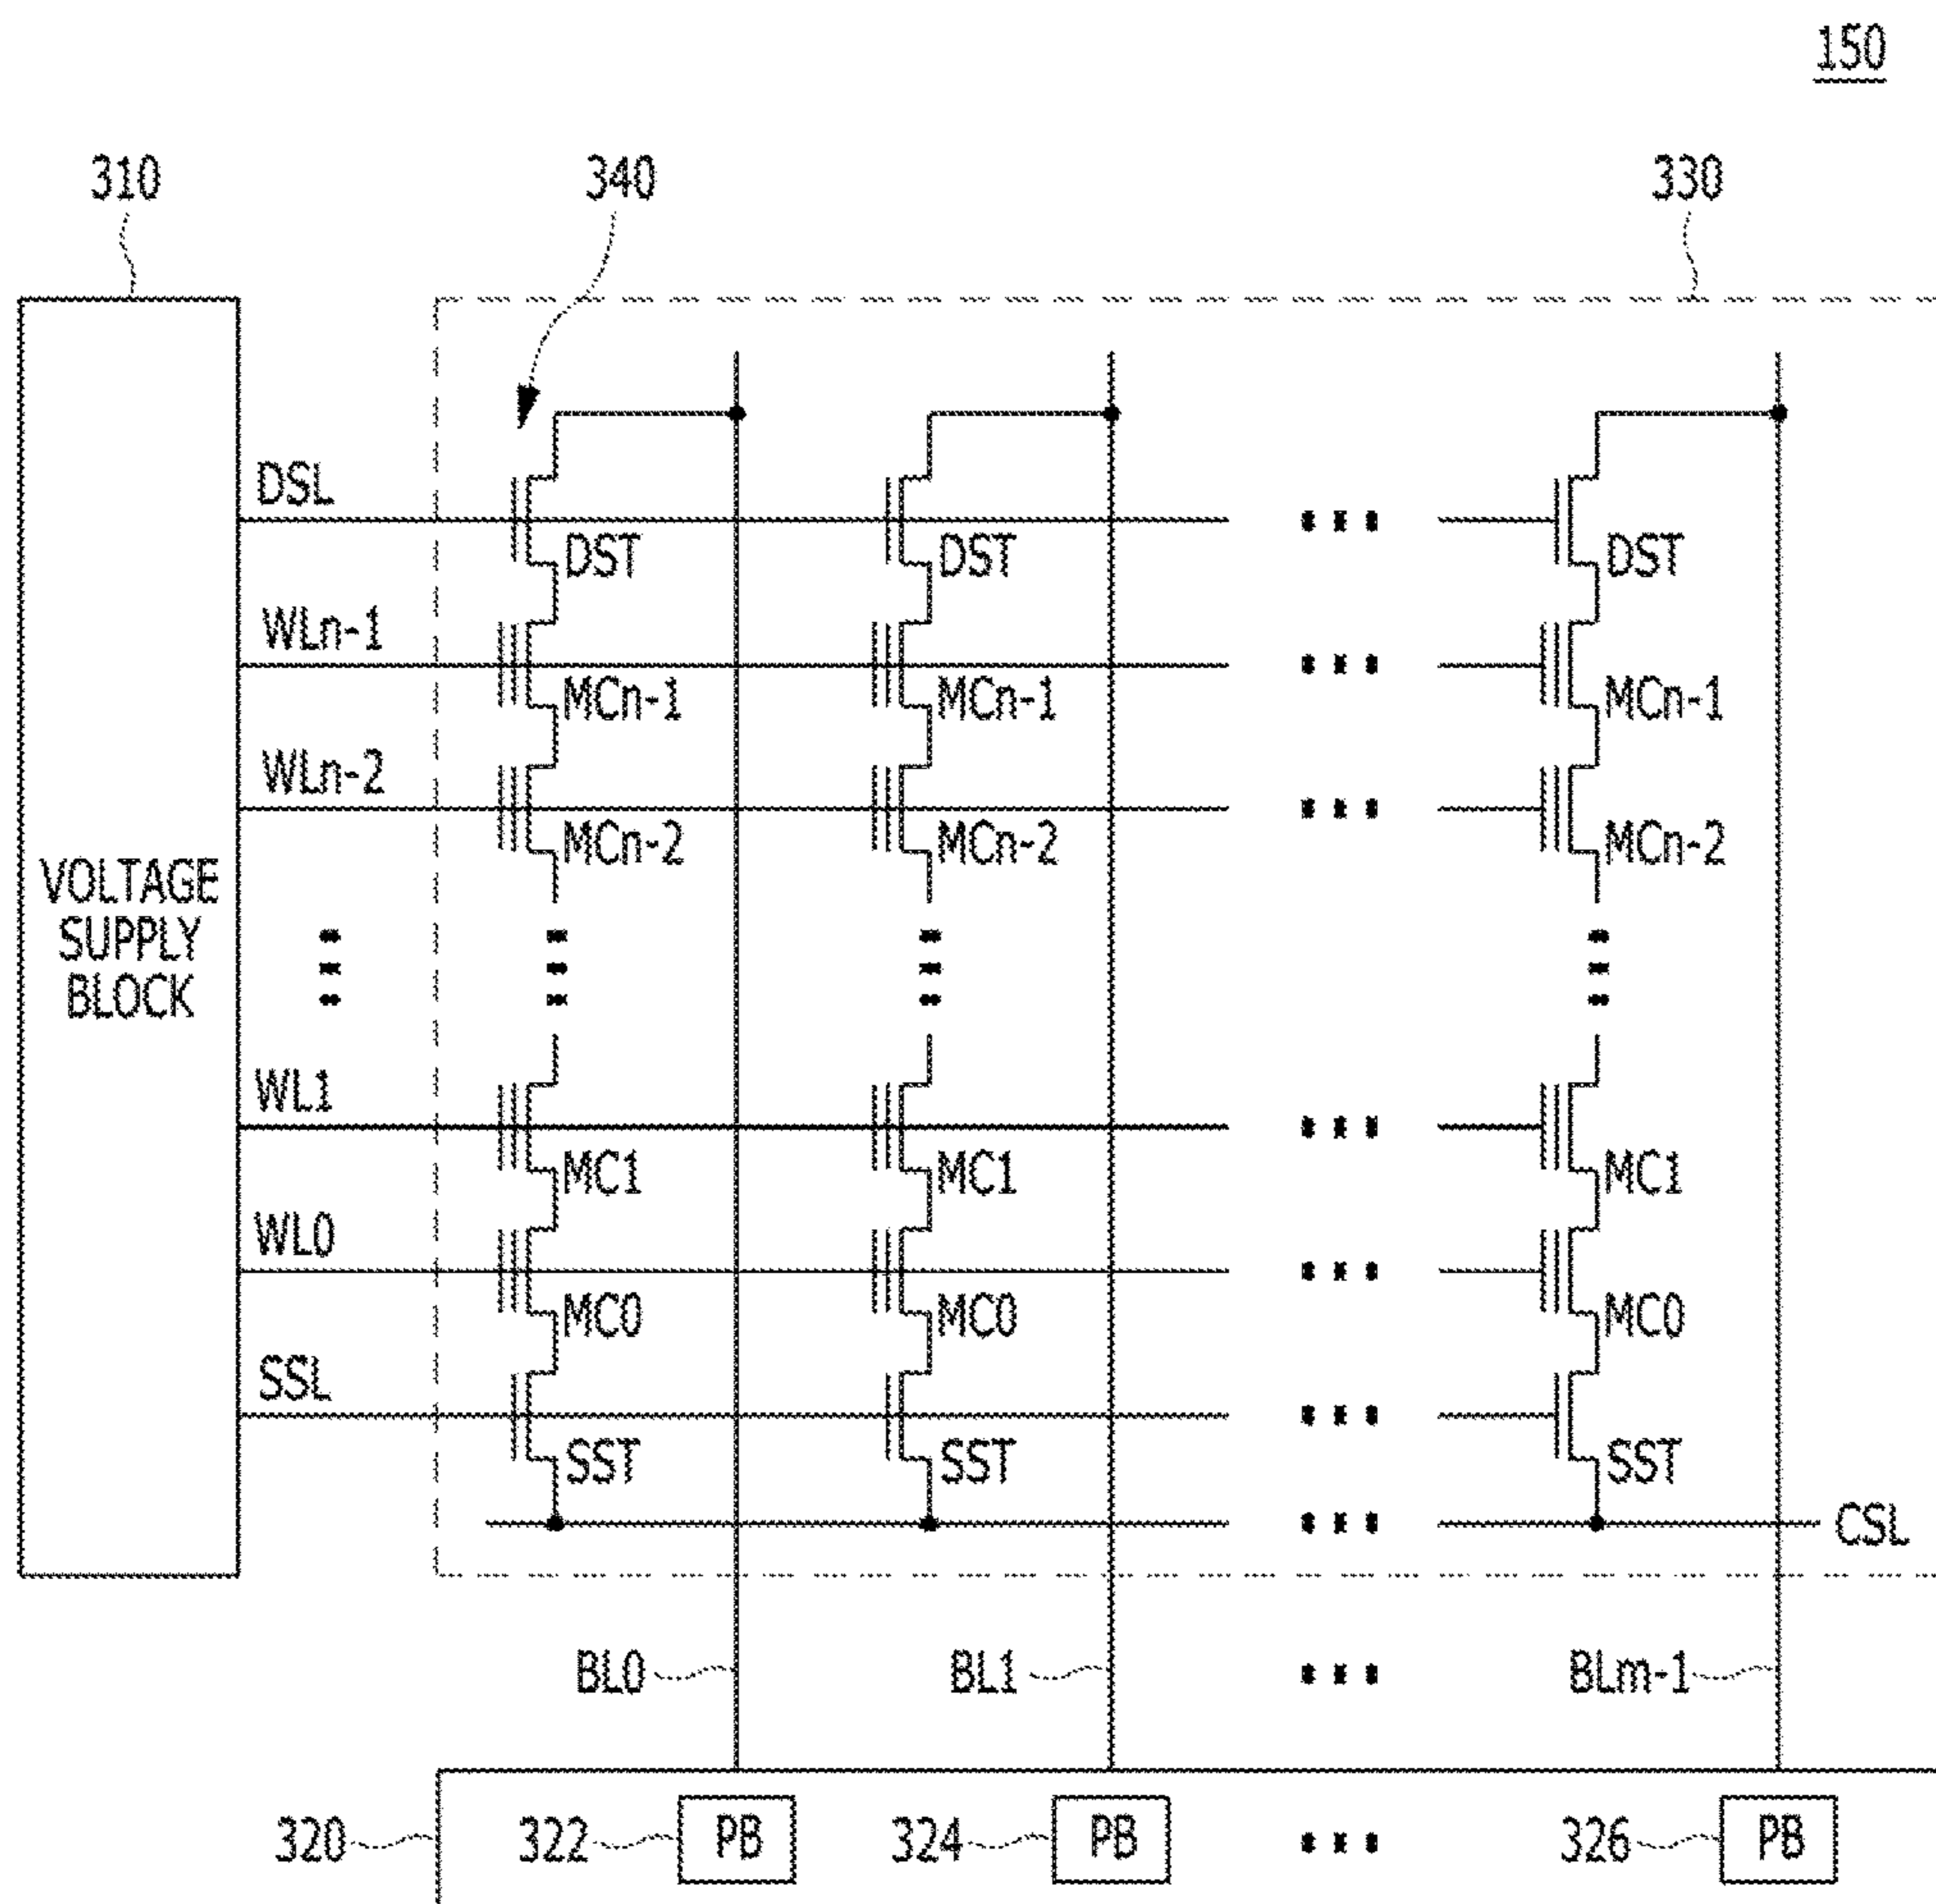 150
310 340 330
DSL
DST DST DST
WLn-1
MCn-1 MCn-1 MCn-1
WLn-2
MCn-2 MCn-2 MCn-2
VOLTAGE
SUPPLY
BLOCK
WL1
MC1 MC1 MC1
WL0
MC0 MC0 MC0
SSL
SST SST SST
CSL
BL0 BL1 BLm-1
320 322 PB 324 PB 326 PB